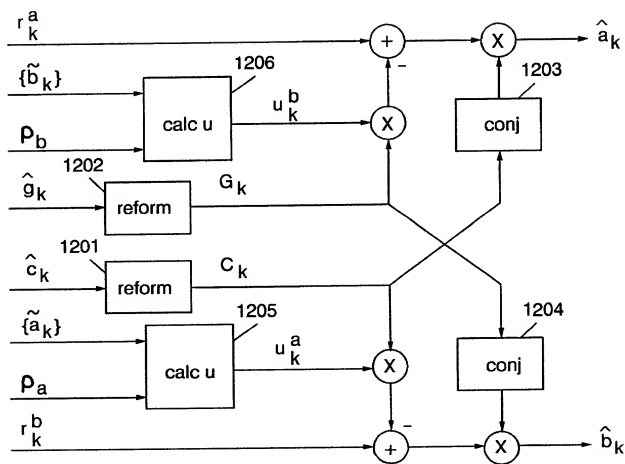 r_k^a
+
−
X
â_k
{b̃_k}
1206
calc u
u_k^b
X
1203
conj
ρ_b
1202
ĝ_k
reform
G_k
1201
ĉ_k
reform
C_k
{ã_k}
1205
calc u
u_k^a
X
1204
conj
ρ_a
r_k^b
+
−
X
b̂_k